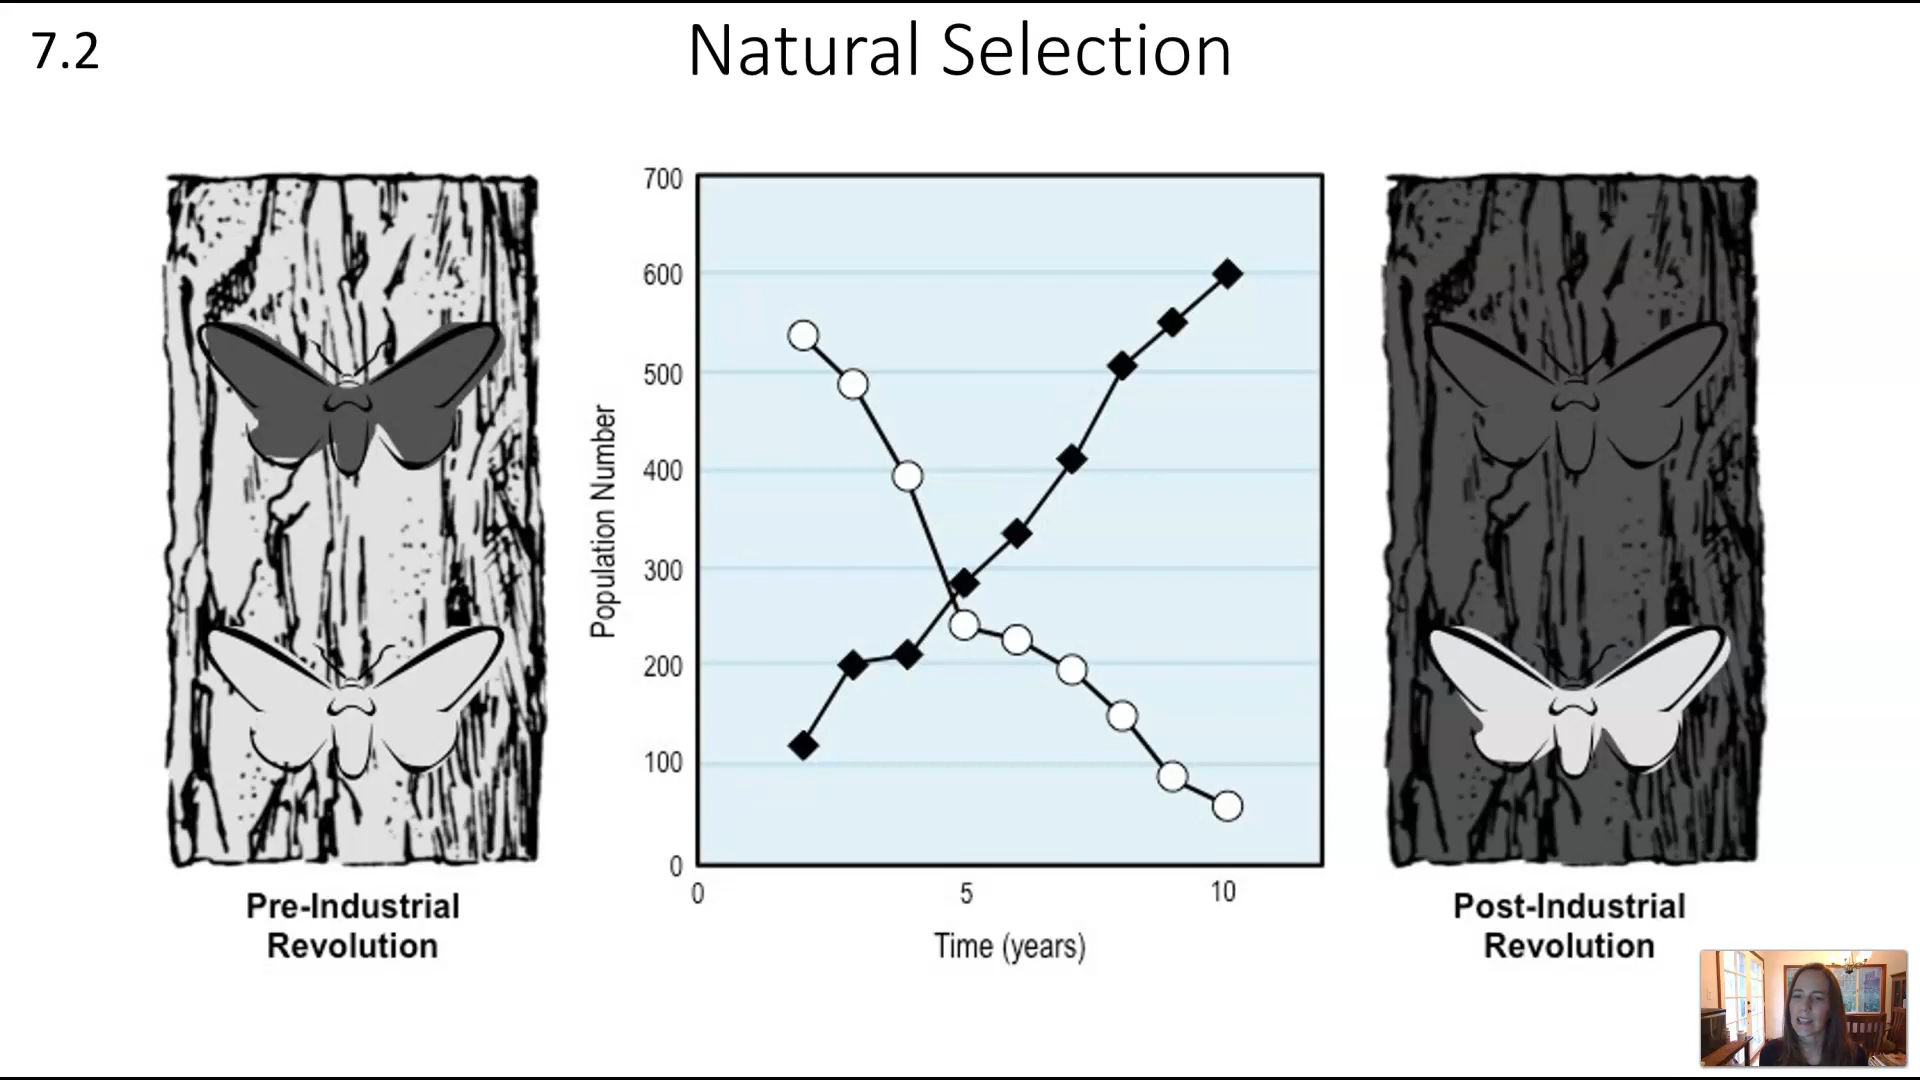 7.2
Natural Selection
700
600
500
400
300
200
100
0
Population Number
0
5
10
Time (years)
Pre-Industrial
Revolution
Post-Industrial
Revolution